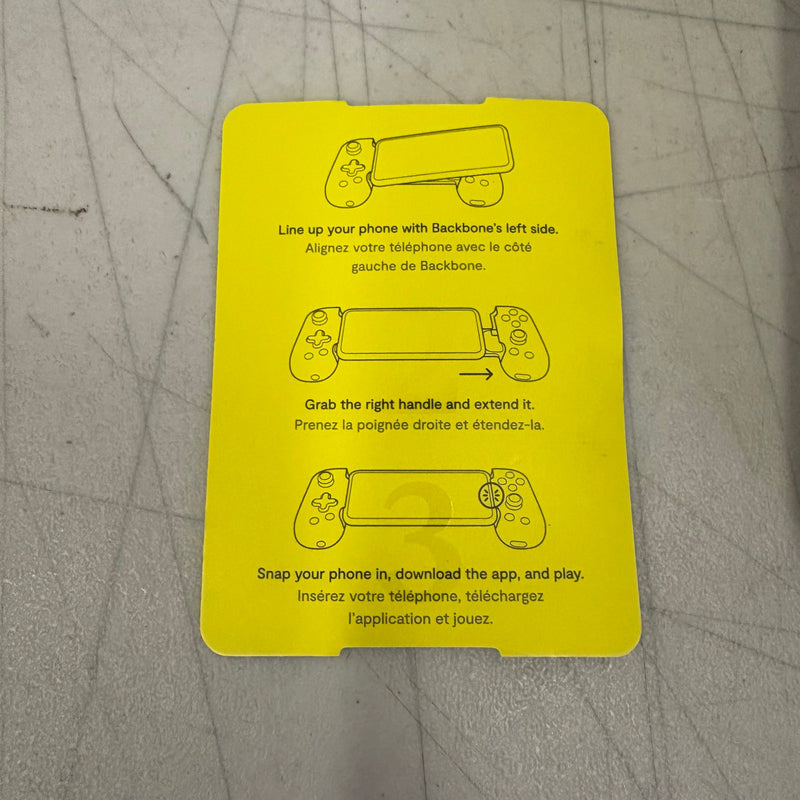 Line up your phone with Backbone's left side.
Alignez votre téléphone avec le côté
gauche de Backbone.
Grab the right handle and extend it.
Prenez la poignée droite et étendez-la.
3
Snap your phone in, download the app, and play.
Insérez votre téléphone, téléchargez
l'application et jouez.